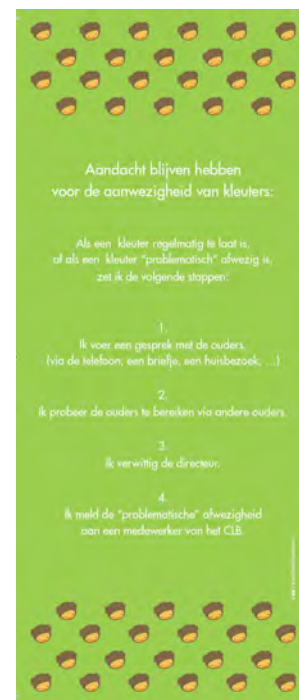 Aandacht blijven hebben
voor de aanwezigheid van kleuters:
Als een kleuter regelmatig te laat is,
of als een kleuter "problematisch" afwezig is,
zet ik de volgende stappen:
1.
Ik voer een gesprek met de ouders.
(via de telefoon, een briefje, een huisbezoek, ...)
2.
Ik probeer de ouders te bereiken via andere ouders.
3.
Ik verwittig de directeur.
4.
Ik meld de "problematische" afwezigheid
aan een medewerker van het CLB.